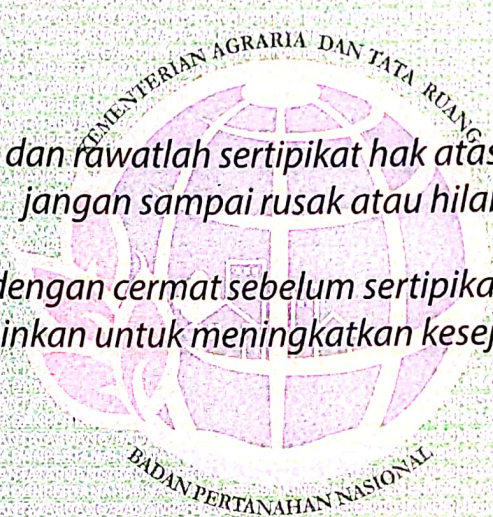 KEMENTERIAN AGRARIA DAN TATA RUANG
dan rawatlah sertipikat hak atas
jangan sampai rusak atau hilan
dengan cermat sebelum sertipika
inkan untuk meningkatkan kesej
BADAN PERTANAHAN NASIONAL